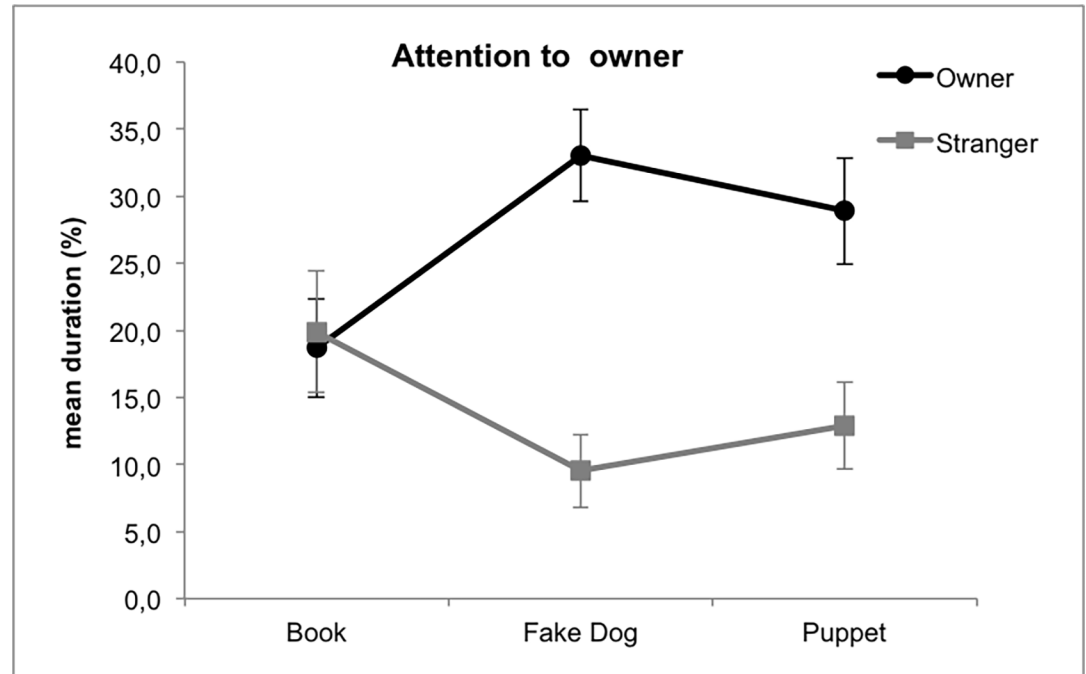 Attention to owner
Owner
Stranger
mean duration (%)
40,0
35,0
30,0
25,0
20,0
15,0
10,0
5,0
0,0
Book
Fake Dog
Puppet